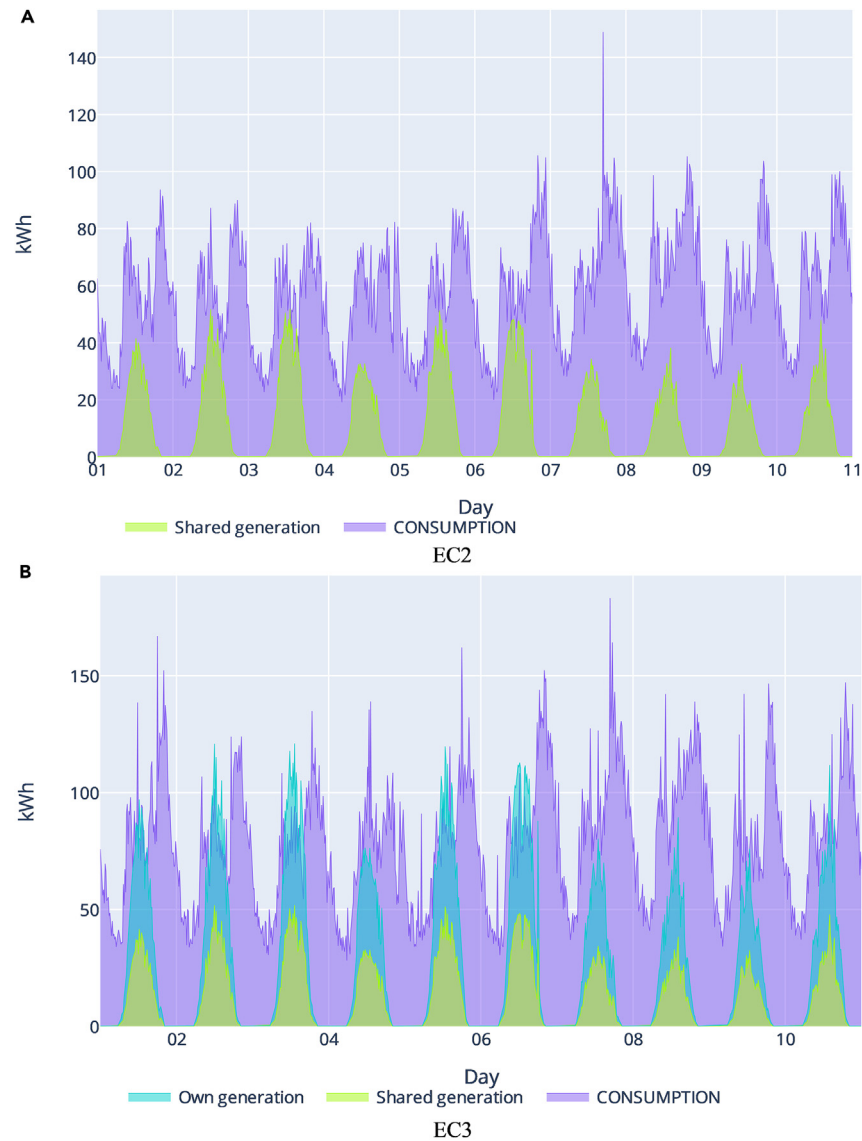 A
140
120
100
80
60
40
20
0
kWh
01 02 03 04 05 06 07 08 09 10 11
Day
Shared generation CONSUMPTION
EC2
B
150
100
50
0
kWh
02 04 06 08 10
Day
Own generation Shared generation CONSUMPTION
EC3